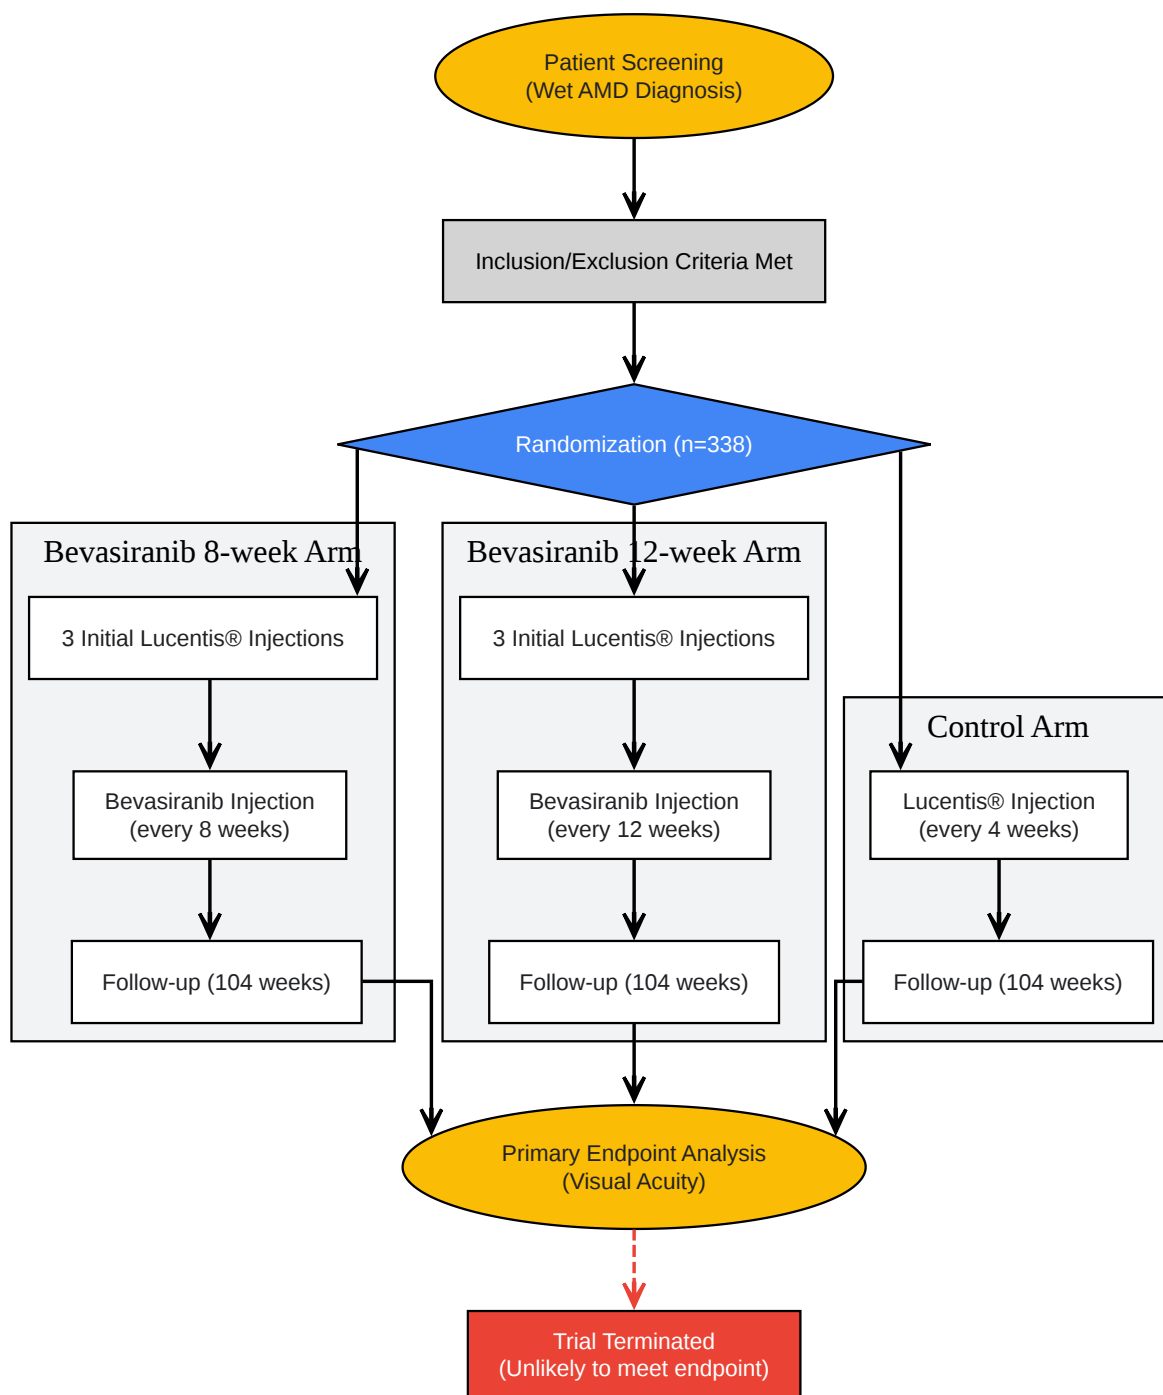 Patient Screening
(Wet AMD Diagnosis)
Inclusion/Exclusion Criteria Met
Randomization (n=338)
Bevasiranib 8-week Arm
3 Initial Lucentis® Injections
Bevasiranib Injection
(every 8 weeks)
Follow-up (104 weeks)
Bevasiranib 12-week Arm
3 Initial Lucentis® Injections
Bevasiranib Injection
(every 12 weeks)
Follow-up (104 weeks)
Control Arm
Lucentis® Injection
(every 4 weeks)
Follow-up (104 weeks)
Primary Endpoint Analysis
(Visual Acuity)
Trial Terminated
(Unlikely to meet endpoint)